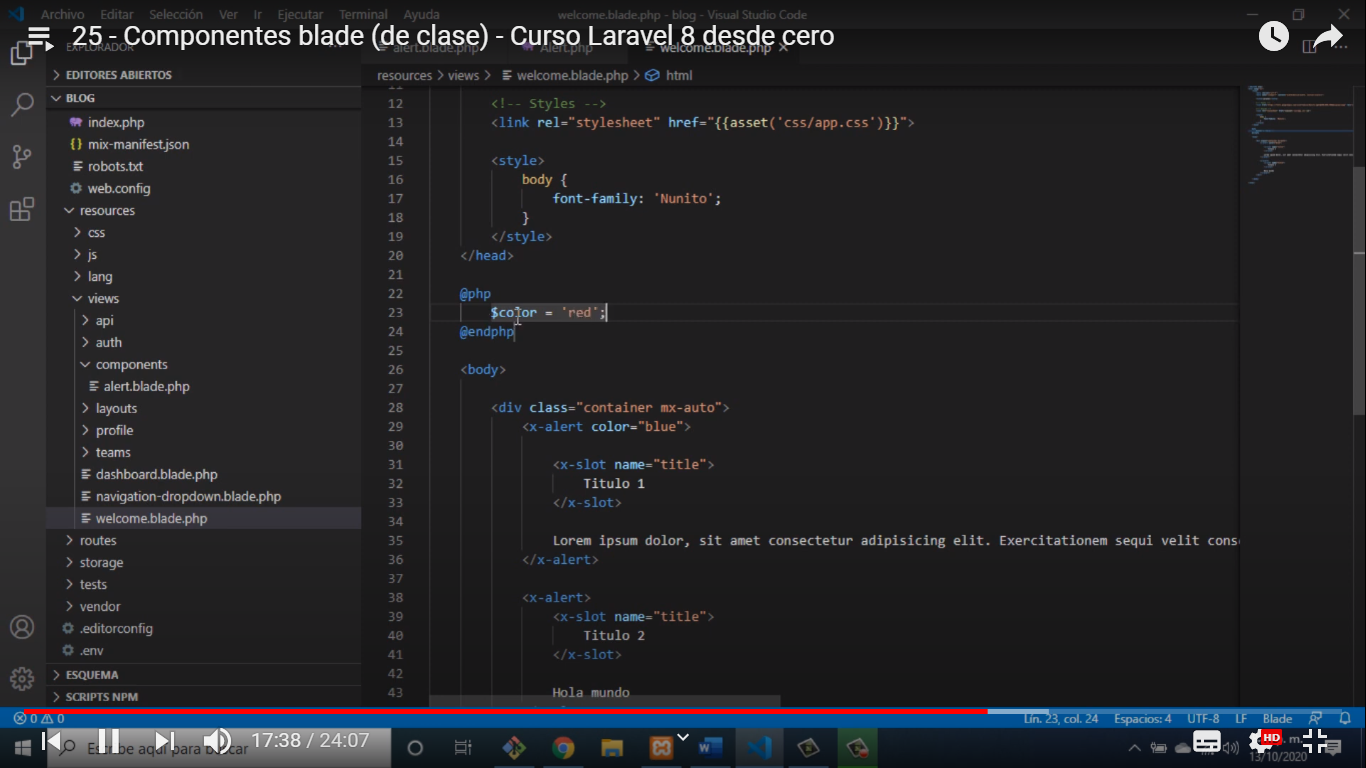 Archivo Editar Selección Ver Ir Ejecutar Terminal Ayuda
welcome.blade.php - blog - Visual Studio Code
25 - Componentes blade (de clase) - Curso Laravel 8 desde cero
EXPLORADOR
alert.blade.php Alert.php welcome.blade.php
EDITORES ABIERTOS
BLOG
index.php
mix-manifest.json
robots.txt
web.config
resources
css
js
lang
views
api
auth
components
alert.blade.php
layouts
profile
teams
dashboard.blade.php
navigation-dropdown.blade.php
welcome.blade.php
routes
storage
tests
vendor
.editorconfig
.env
ESQUEMA
SCRIPTS NPM
resources > views > welcome.blade.php > html
11
12 <!-- Styles -->
13 <link rel="stylesheet" href="{{asset('css/app.css')}}">
14
15 <style>
16 body {
17 font-family: 'Nunito';
18 }
19 </style>
20 </head>
21
22 @php
23 $color = 'red';
24 @endphp
25
26 <body>
27
28 <div class="container mx-auto">
29 <x-alert color="blue">
30
31 <x-slot name="title">
32 Titulo 1
33 </x-slot>
34
35 Lorem ipsum dolor, sit amet consectetur adipisicing elit. Exercitationem sequi velit cons
36 </x-alert>
37
38 <x-alert>
39 <x-slot name="title">
40 Titulo 2
41 </x-slot>
42
43 Hola mundo
0 0
Lín. 23, col. 24 Espacios: 4 UTF-8 LF Blade
Escribe aquí para buscar
17:38 / 24:07
HD
m.
13/10/2020